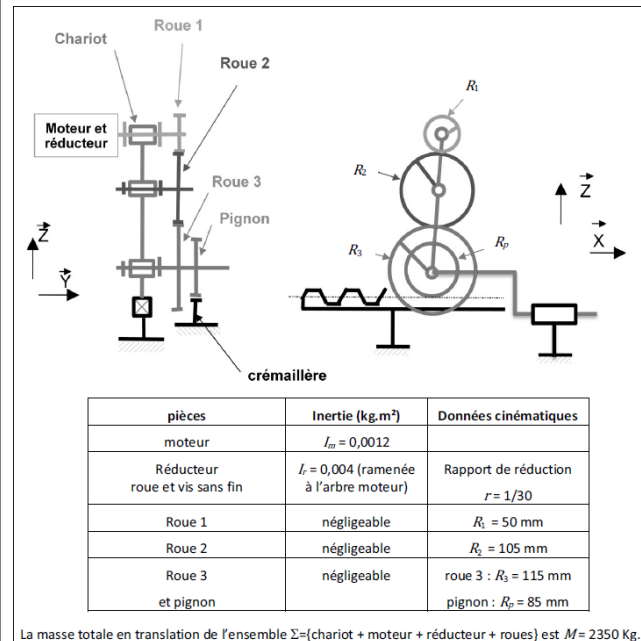 Roue 1
Chariot
Roue 2
Moteur et
réducteur
Roue 3
Pignon
Z
Y
crémaillère
R1
R2
Z
X
R3
Rp
pièces Inertie (kg.m²) Données cinématiques
moteur Im = 0,0012
Réducteur
roue et vis sans fin
Ir = 0,004 (ramenée
à l'arbre moteur)
Rapport de réduction
r = 1/30
Roue 1 négligeable R1 = 50 mm
Roue 2 négligeable R2 = 105 mm
Roue 3
et pignon
négligeable
roue 3 : R3 = 115 mm
pignon : Rp = 85 mm
La masse totale en translation de l'ensemble Σ={chariot + moteur + réducteur + roues} est M = 2350 Kg.